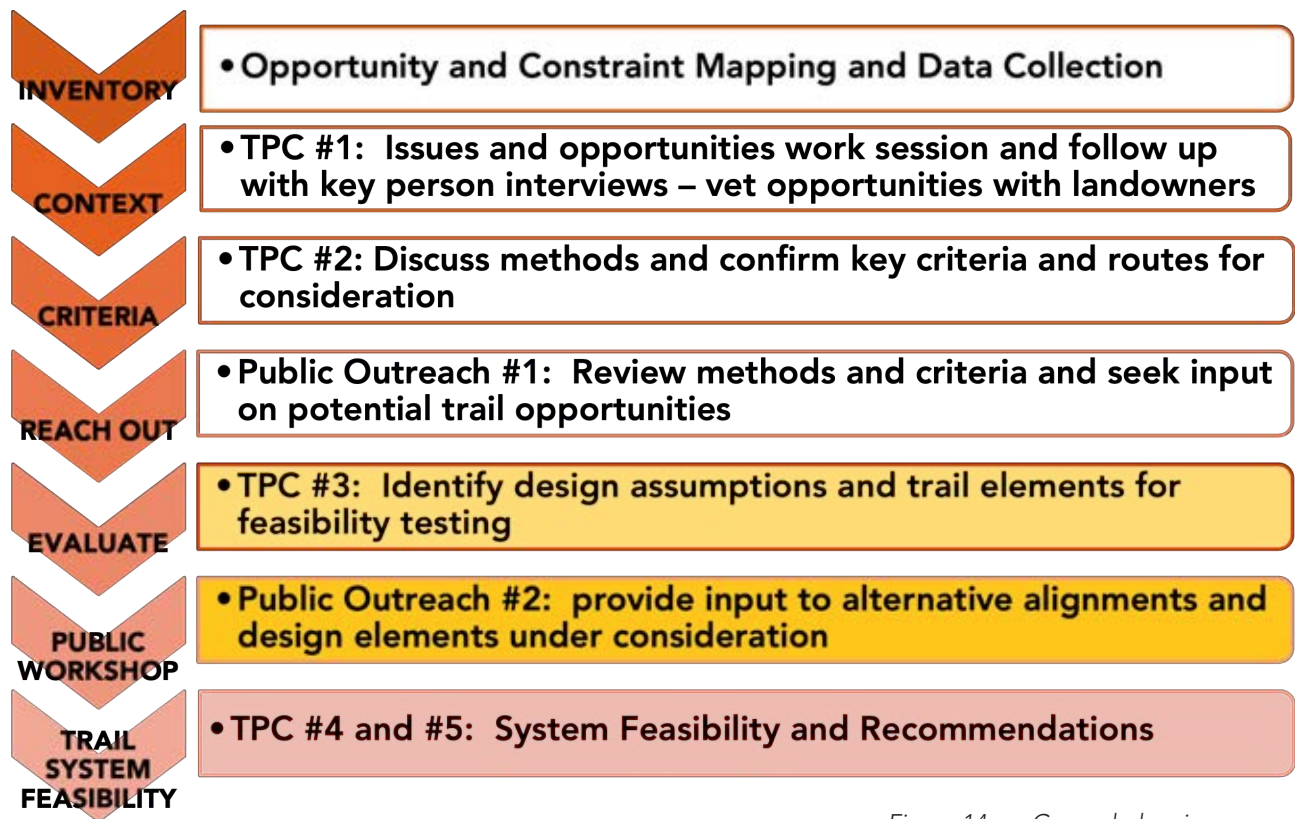 INVENTORY
•Opportunity and Constraint Mapping and Data Collection
CONTEXT
•TPC #1:  Issues and opportunities work session and follow up
with key person interviews – vet opportunities with landowners
CRITERIA
•TPC #2: Discuss methods and confirm key criteria and routes for
consideration
REACH OUT
•Public Outreach #1:  Review methods and criteria and seek input
on potential trail opportunities
EVALUATE
•TPC #3:  Identify design assumptions and trail elements for
feasibility testing
PUBLIC
WORKSHOP
•Public Outreach #2:  provide input to alternative alignments and
design elements under consideration
TRAIL
SYSTEM
FEASIBILITY
•TPC #4 and #5:  System Feasibility and Recommendations